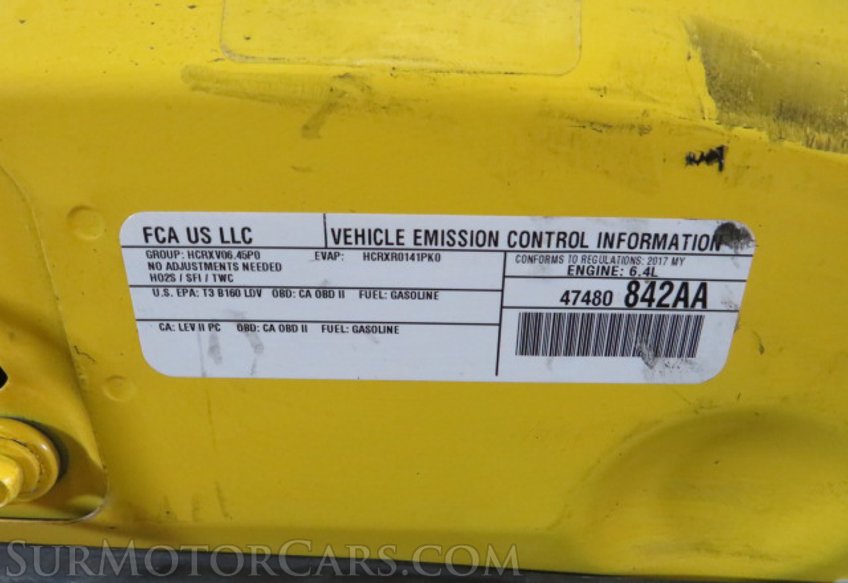 FCA US LLC
VEHICLE EMISSION CONTROL INFORMATION
GROUP: HCRXV06.45P0 EVAP: HCRXR0141PK0
NO ADJUSTMENTS NEEDED
HO2S / SFI / TWC
CONFORMS TO REGULATIONS: 2017 MY
ENGINE: 6.4L
U.S. EPA: T3 B160 LDV OBD: CA OBD II FUEL: GASOLINE
47480 842AA
CA: LEV II PC OBD: CA OBD II FUEL: GASOLINE
SURMOTORCARS.COM